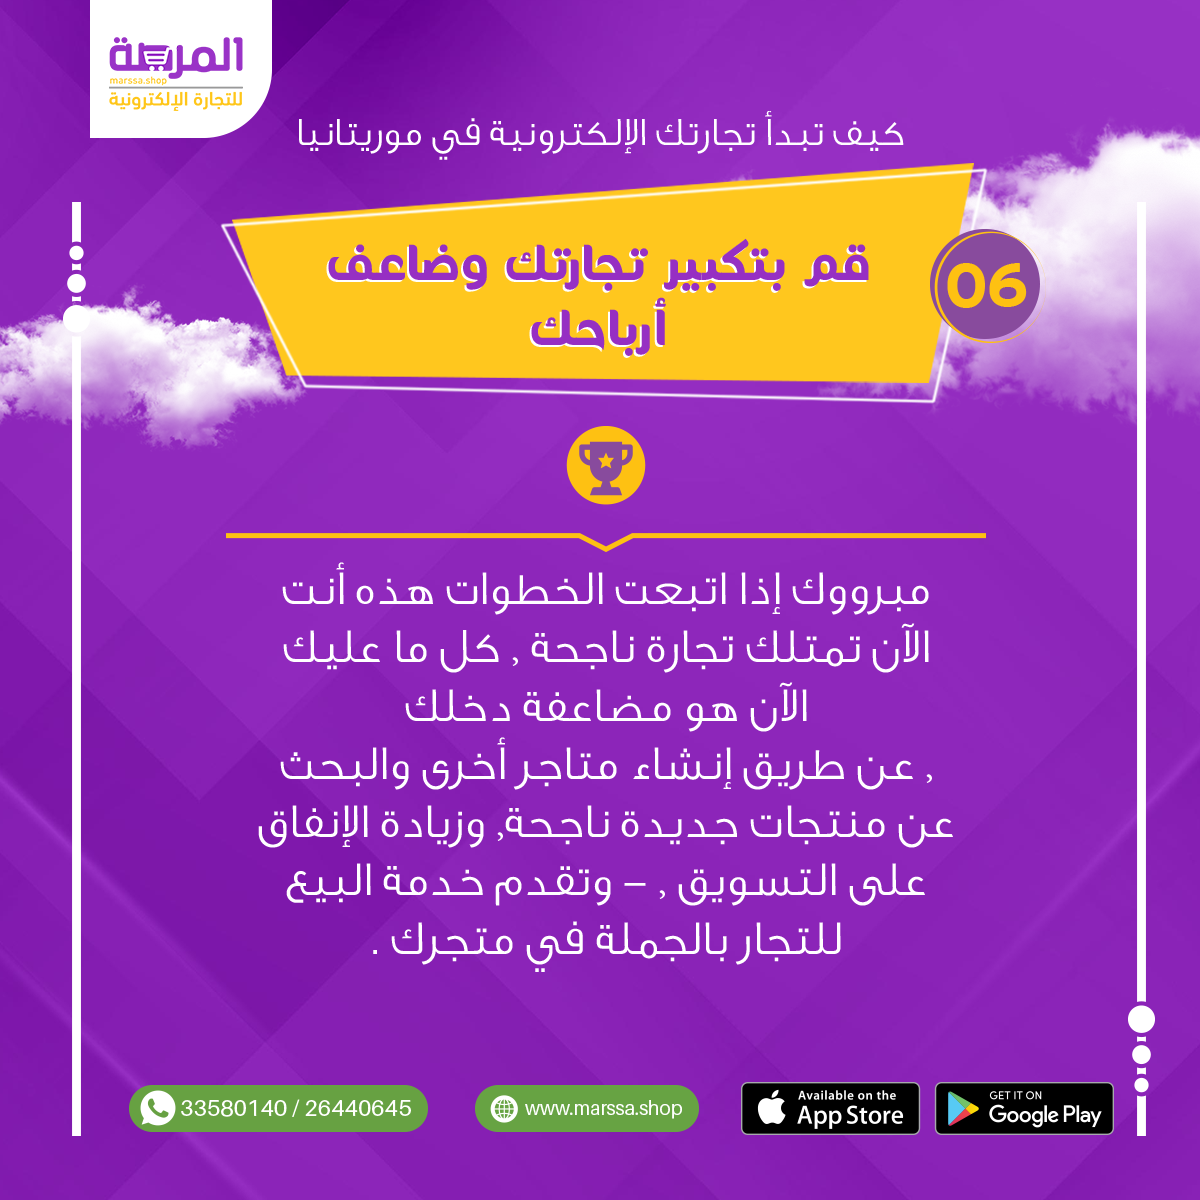 المرصة
marssa.shop
للتجارة الإلكترونية
كيف تبدأ تجارتك الإلكترونية في موريتانيا
06
قم بتكبير تجارتك وضاعف
أرباحك
مبرووك إذا اتبعت الخطوات هذه أنت
الآن تمتلك تجارة ناجحة , كل ما عليك
الآن هو مضاعفة دخلك
, عن طريق إنشاء متاجر أخرى والبحث
عن منتجات جديدة ناجحة, وزيادة الإنفاق
على التسويق , – وتقدم خدمة البيع
للتجار بالجملة في متجرك .
33580140 / 26440645
www.marssa.shop
Available on the
App Store
GET IT ON
Google Play